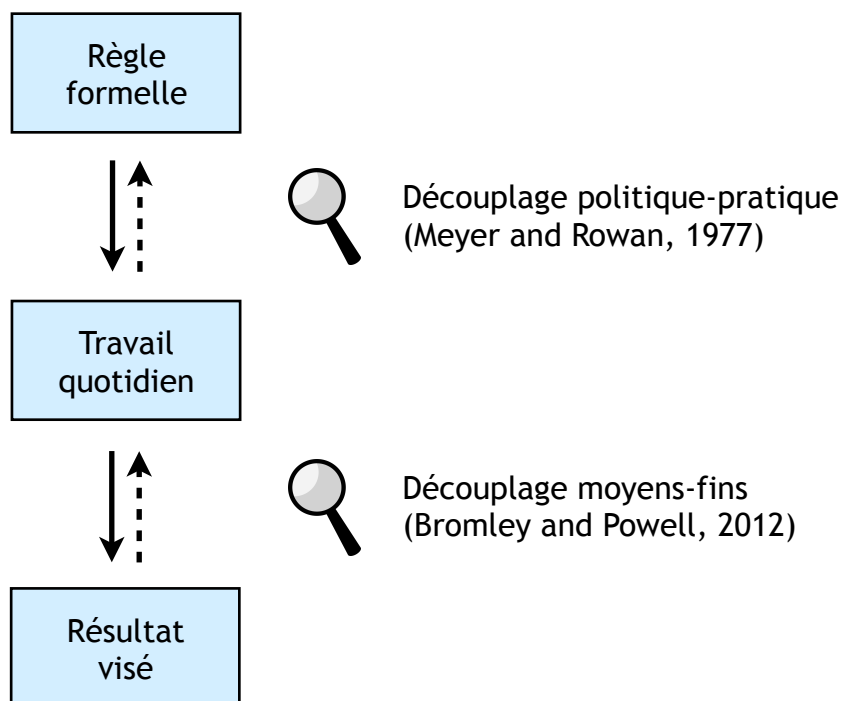 Règle
formelle
Découplage politique-pratique
(Meyer and Rowan, 1977)
Travail
quotidien
Découplage moyens-fins
(Bromley and Powell, 2012)
Résultat
visé